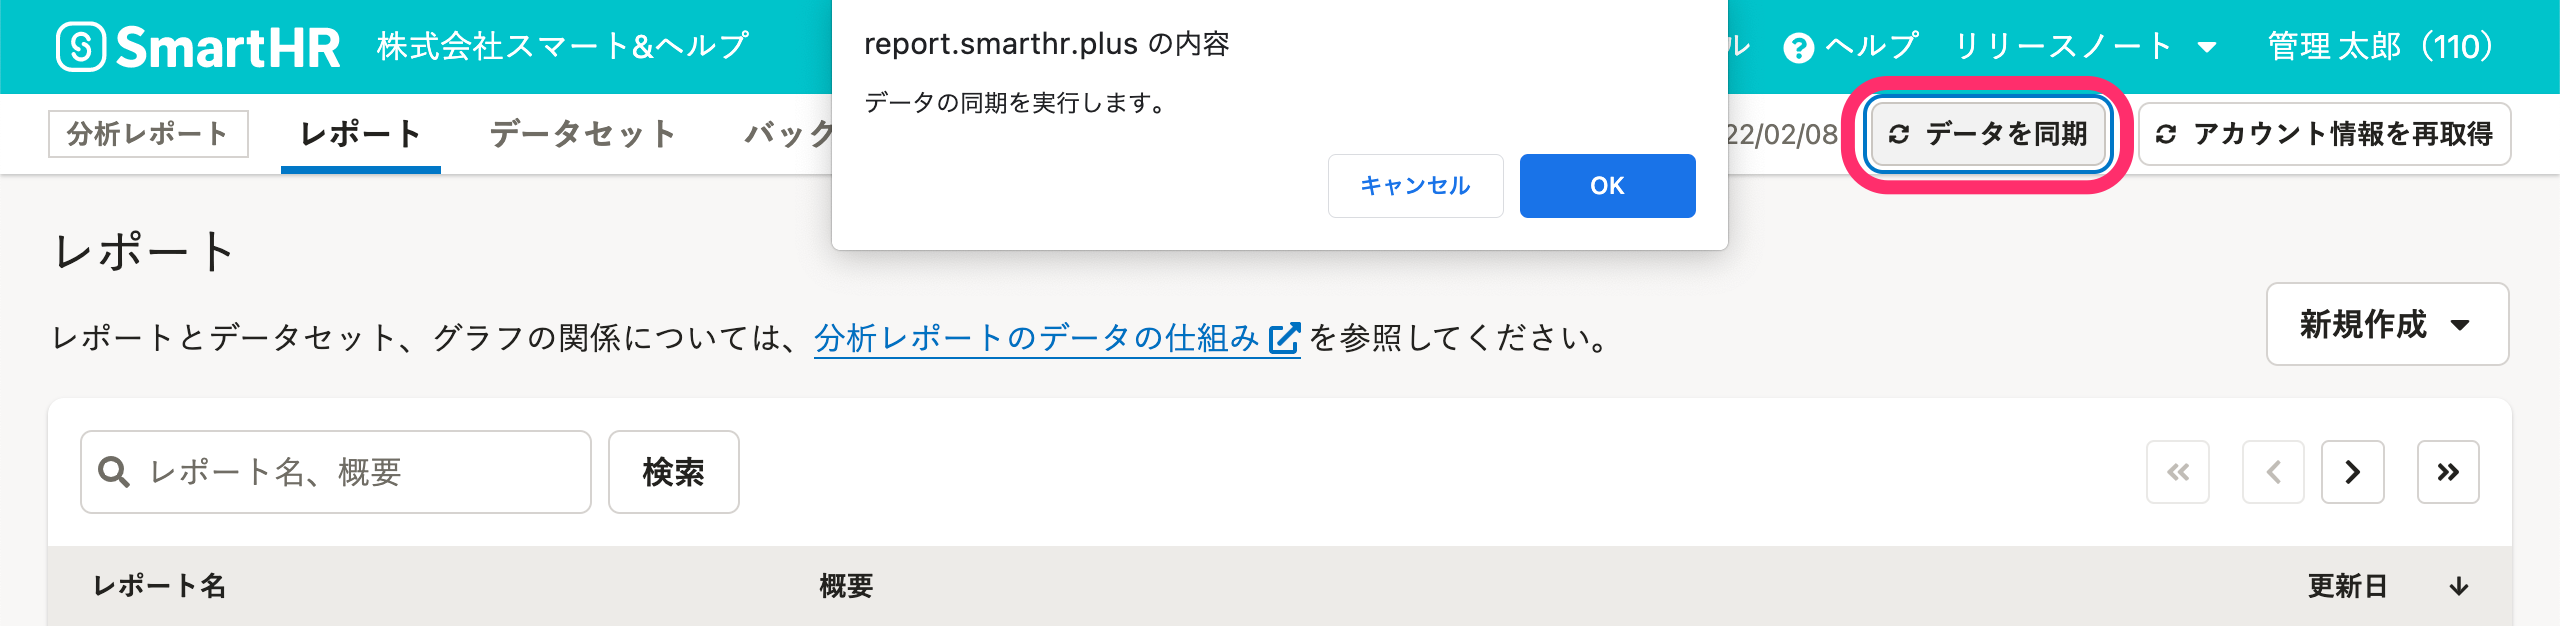 SmartHR 株式会社スマート&ヘルプ
report.smarthr.plus の内容
データの同期を実行します。
キャンセル
OK
ル
ヘルプ
リリースノート
管理 太郎（110）
分析レポート
レポート
データセット
バック
22/02/08
データを同期
アカウント情報を再取得
レポート
レポートとデータセット、グラフの関係については、分析レポートのデータの仕組みを参照してください。
新規作成
レポート名、概要
検索
レポート名 概要 更新日